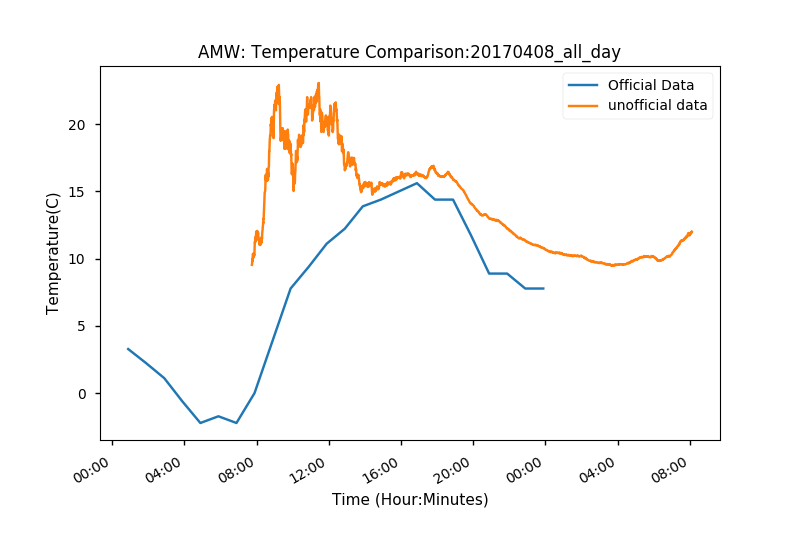 AMW: Temperature Comparison:20170408_all_day
Official Data
unofficial data
Temperature(C)
20
15
10
5
0
00:00 04:00 08:00 12:00 16:00 20:00 00:00 04:00 08:00
Time (Hour:Minutes)